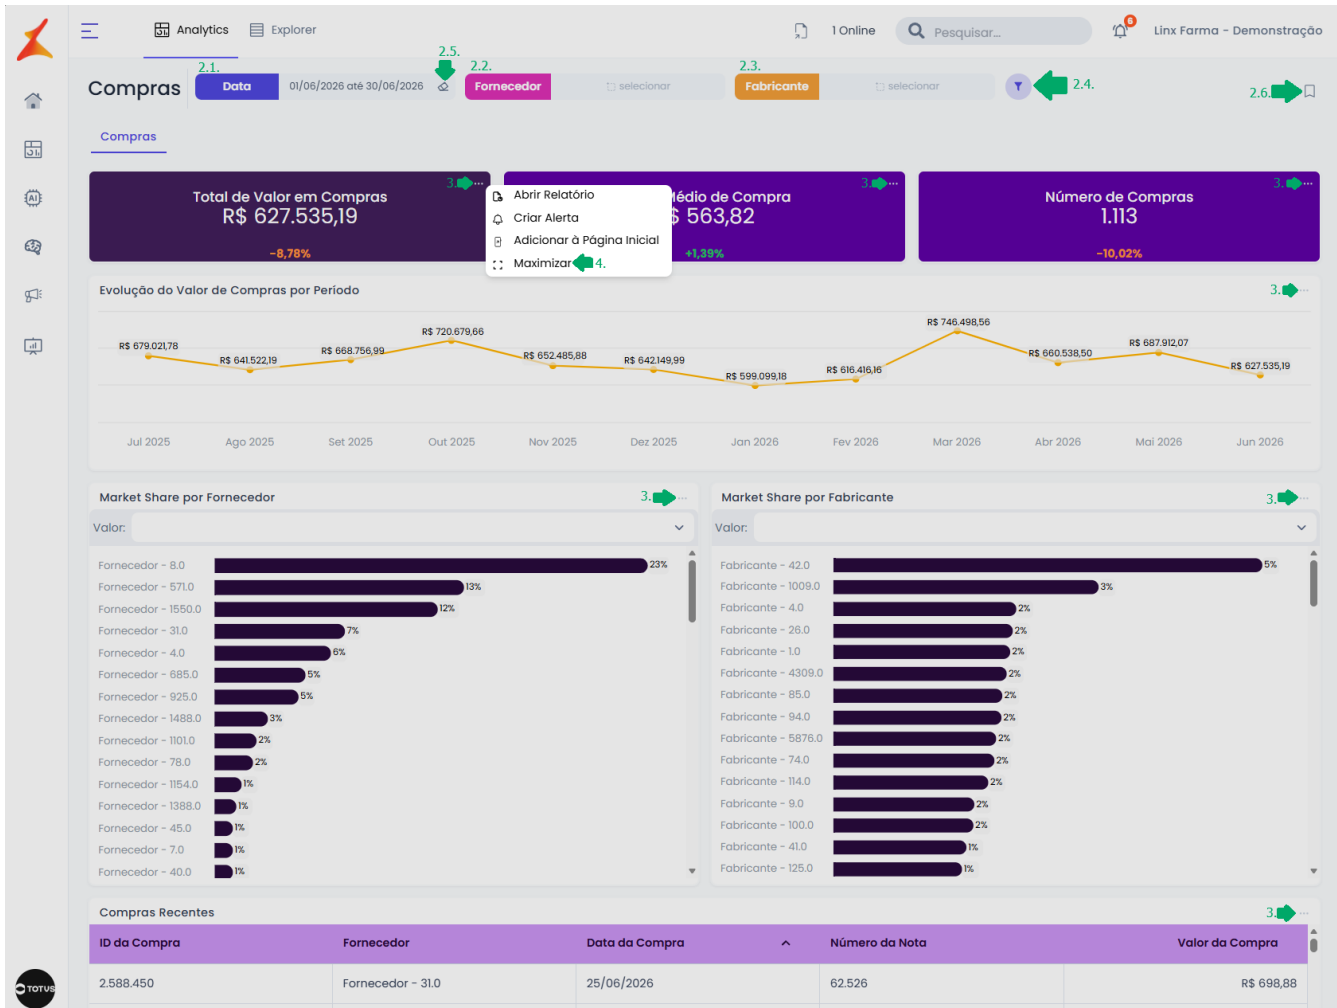 Analytics
Explorer
1 Online
Pesquisar...
6
Linx Farma - Demonstração
2.5.
2.1.
2.2.
2.3.
Compras
Data
01/06/2026 até 30/06/2026
Fornecedor
selecionar
Fabricante
selecionar
2.4.
2.6.
Compras
3.
3.
3.
Total de Valor em Compras
R$ 627.535,19
-8,78%
Abrir Relatório
Criar Alerta
Adicionar à Página Inicial
Maximizar
4.
Médio de Compra
$ 563,82
+1,39%
Número de Compras
1.113
-10,02%
Evolução do Valor de Compras por Período
3.
R$ 679.021,78
R$ 641.522,19
R$ 668.756,99
R$ 720.679,66
R$ 652.485,88
R$ 642.149,99
R$ 599.099,18
R$ 616.416,16
R$ 746.498,56
R$ 660.538,50
R$ 687.912,07
R$ 627.535,19
Jul 2025
Ago 2025
Set 2025
Out 2025
Nov 2025
Dez 2025
Jan 2026
Fev 2026
Mar 2026
Abr 2026
Mai 2026
Jun 2026
Market Share por Fornecedor
3.
Valor:
Fornecedor - 8.0 23%
Fornecedor - 571.0 13%
Fornecedor - 1550.0 12%
Fornecedor - 31.0 7%
Fornecedor - 4.0 6%
Fornecedor - 685.0 5%
Fornecedor - 925.0 5%
Fornecedor - 1488.0 3%
Fornecedor - 1101.0 2%
Fornecedor - 78.0 2%
Fornecedor - 1154.0 1%
Fornecedor - 1388.0 1%
Fornecedor - 45.0 1%
Fornecedor - 7.0 1%
Fornecedor - 40.0 1%
Market Share por Fabricante
3.
Valor:
Fabricante - 42.0 5%
Fabricante - 1009.0 3%
Fabricante - 4.0 2%
Fabricante - 26.0 2%
Fabricante - 1.0 2%
Fabricante - 4309.0 2%
Fabricante - 85.0 2%
Fabricante - 94.0 2%
Fabricante - 5876.0 2%
Fabricante - 74.0 2%
Fabricante - 114.0 2%
Fabricante - 9.0 2%
Fabricante - 100.0 2%
Fabricante - 41.0 1%
Fabricante - 125.0 1%
Compras Recentes
3.
ID da Compra Fornecedor Data da Compra Número da Nota Valor da Compra
2.588.450 Fornecedor - 31.0 25/06/2026 62.526 R$ 698,88
AI
TOTVS